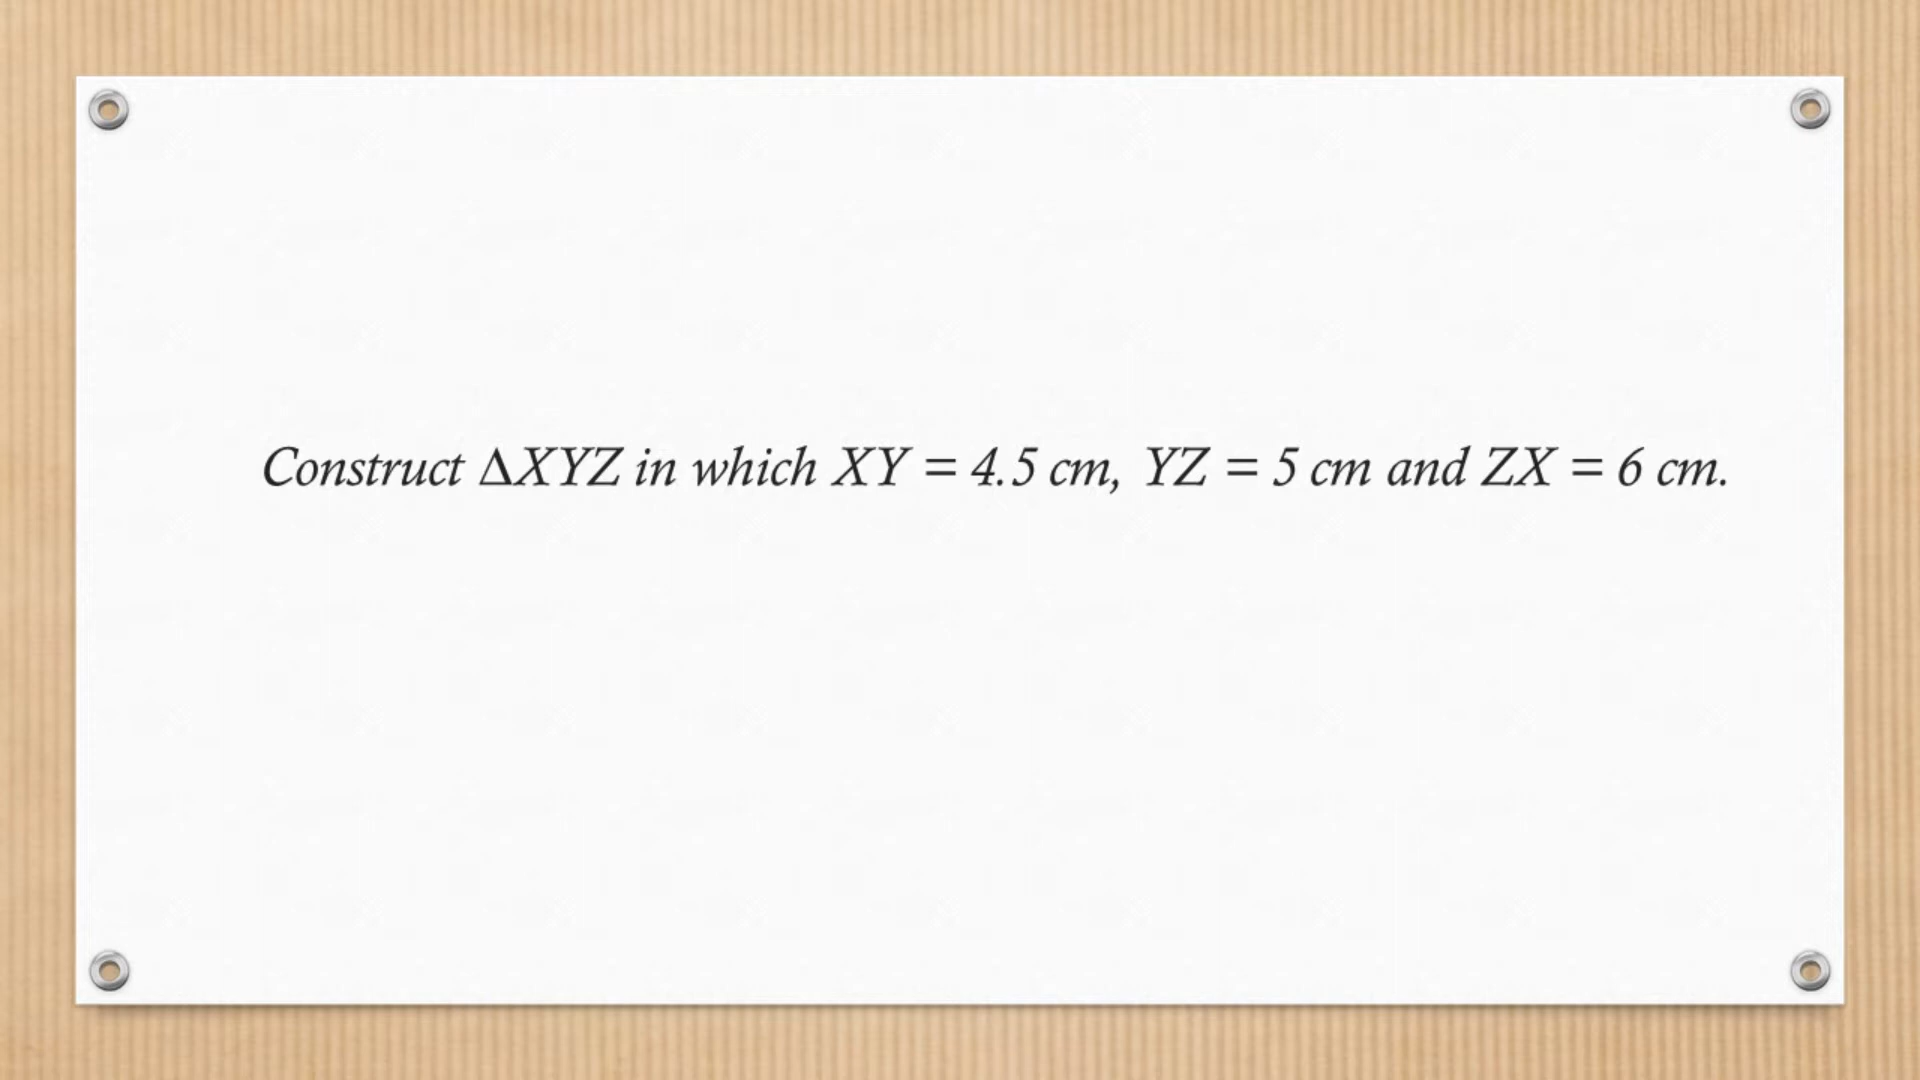 Construct ΔXYZ in which XY = 4.5 cm, YZ = 5 cm and ZX = 6 cm.